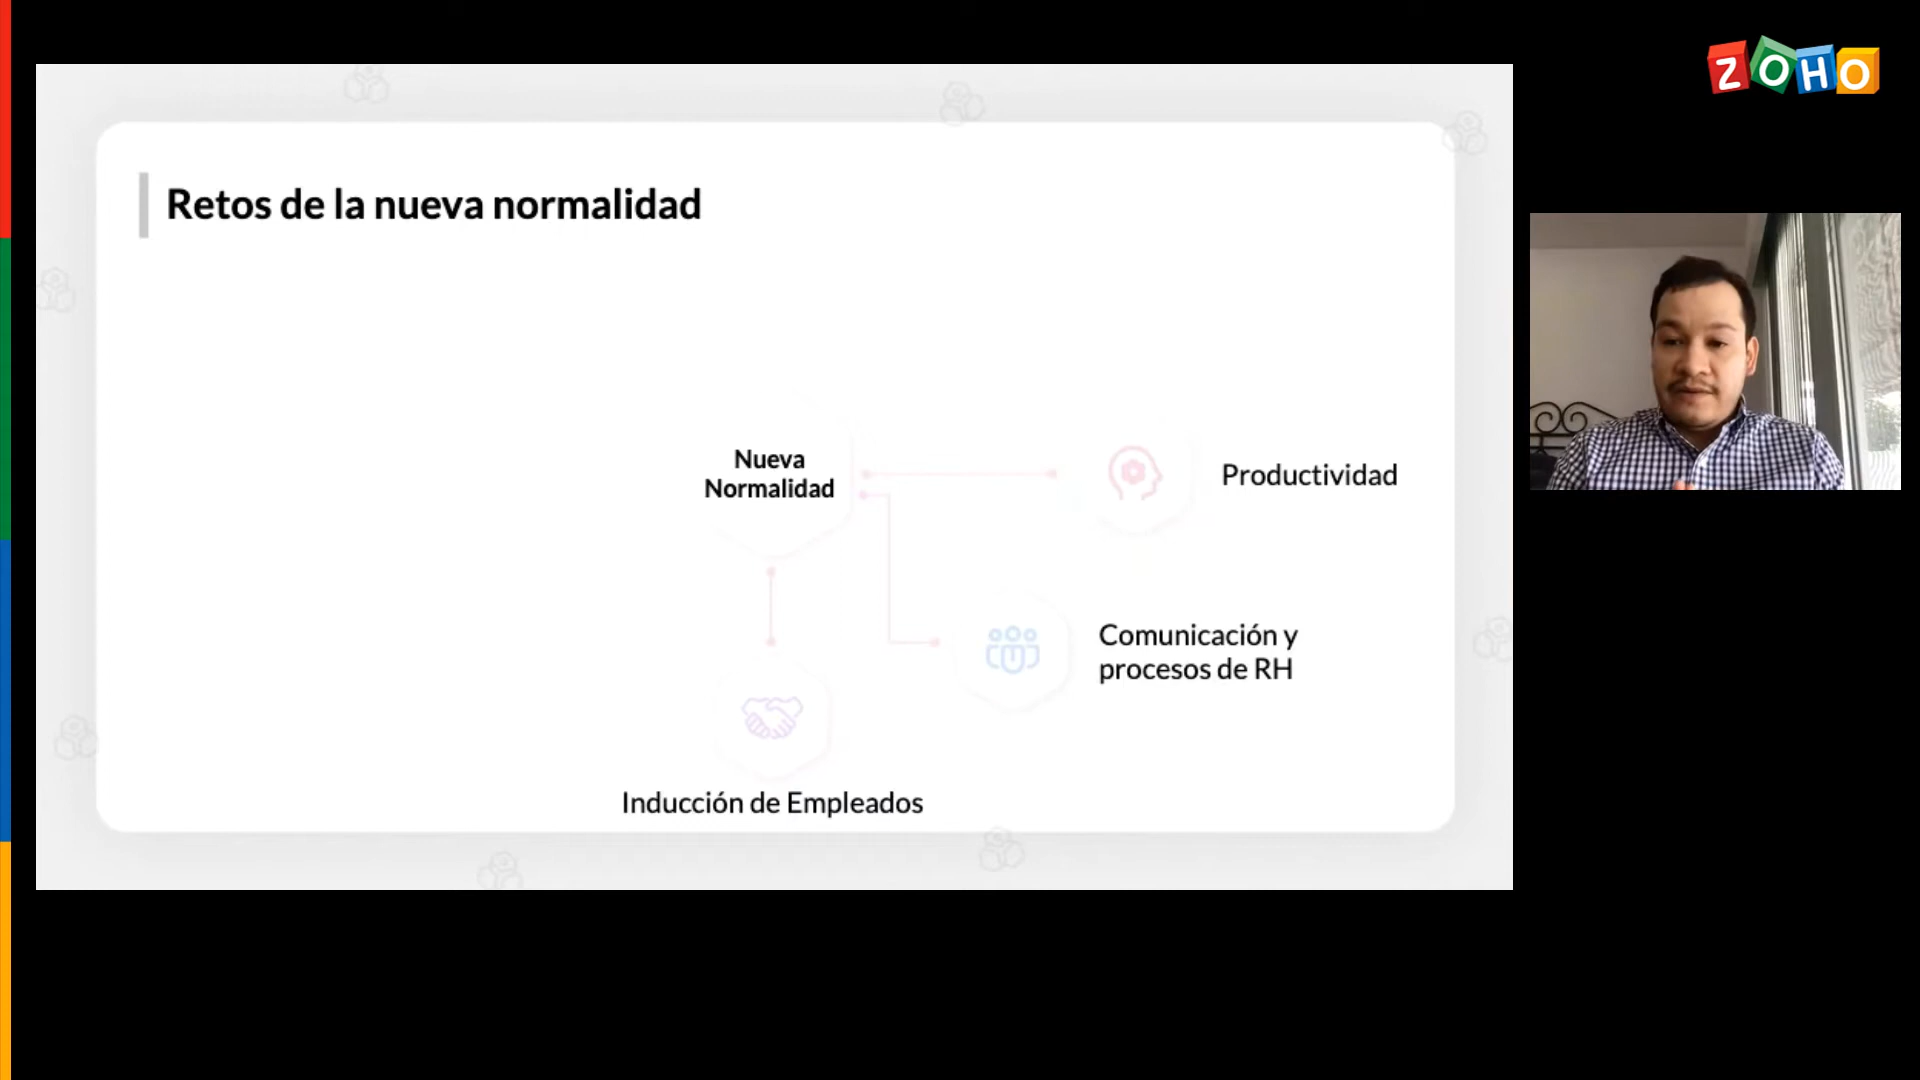 ZOHO
Retos de la nueva normalidad
Nueva
Normalidad
Productividad
Comunicación y
procesos de RH
Inducción de Empleados